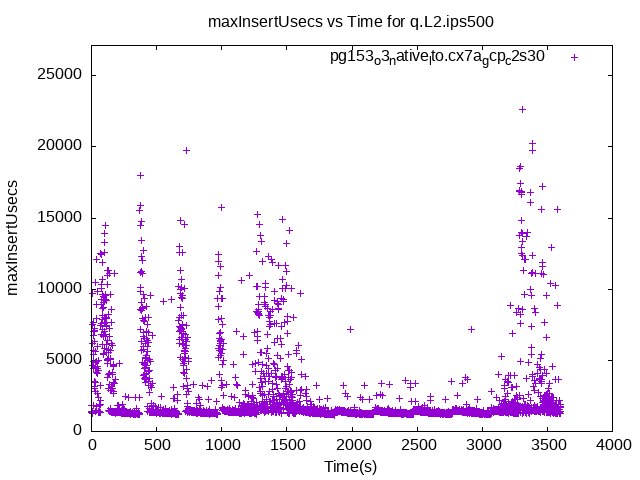 maxInsertUsecs vs Time for q.L2.ips500
pg153_o3_native_lto.cx7a_gcp_c2s30
25000
20000
15000
10000
5000
0
maxInsertUsecs
0 500 1000 1500 2000 2500 3000 3500 4000
Time(s)